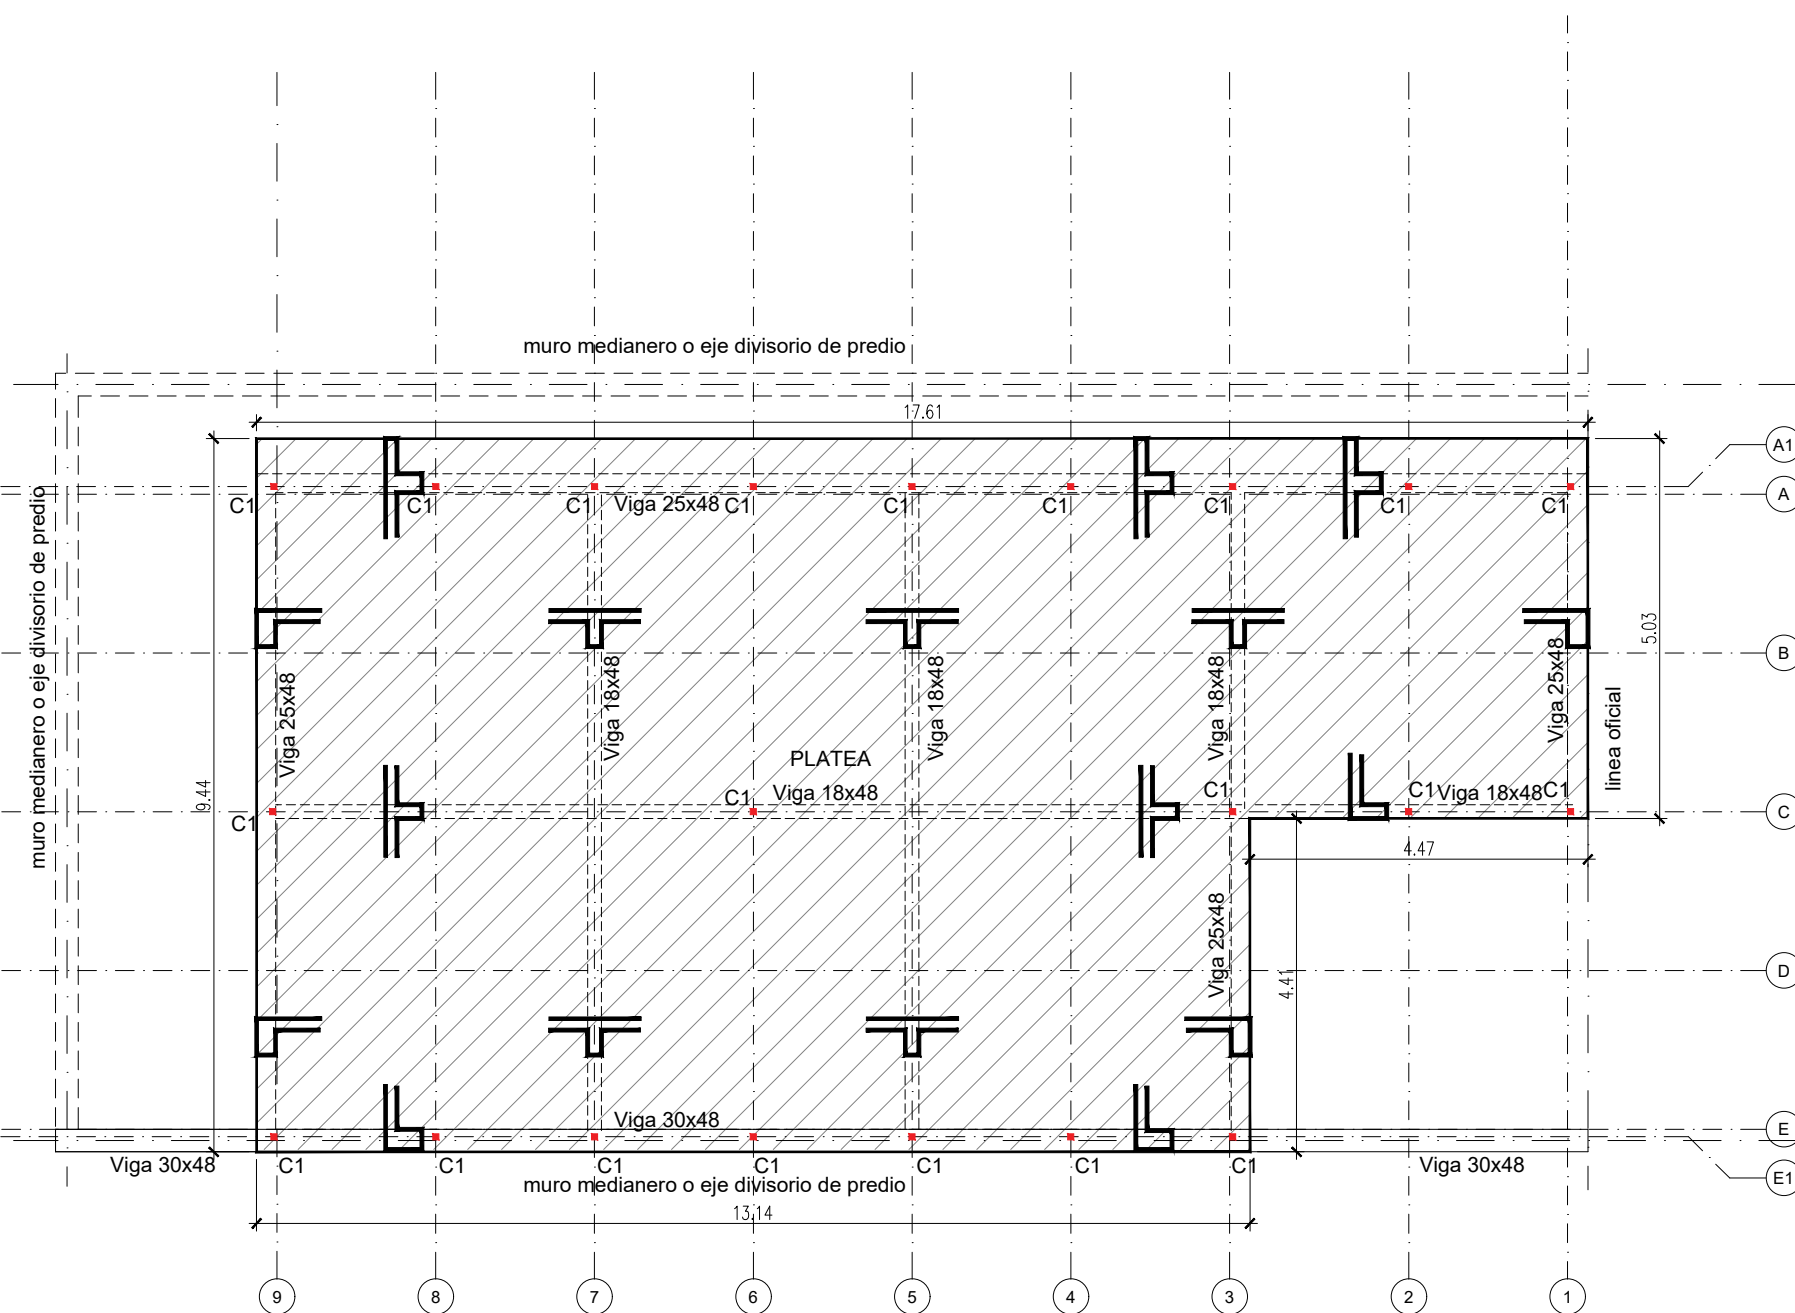 muro medianero o eje divisorio de predio
17.61
A1
A
C1
C1
C1
Viga 25x48
C1
C1
C1
C1
C1
C1
muro medianero o eje divisorio de predio
5.03
B
Viga 25x48
Viga 18x48
Viga 18x48
Viga 18x48
Viga 25x48
linea oficial
PLATEA
9.44
C1
C1
Viga 18x48
C1
C1
Viga 18x48
C1
C
4.47
Viga 25x48
4.41
D
Viga 30x48
E
Viga 30x48
C1
C1
C1
C1
C1
C1
C1
Viga 30x48
E1
muro medianero o eje divisorio de predio
13.14
9
8
7
6
5
4
3
2
1